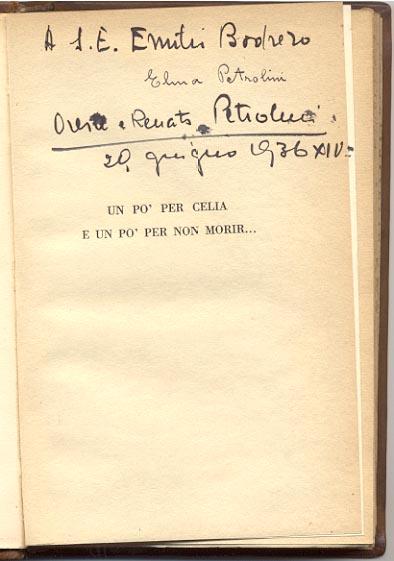 A S.E. Emilio Bodrero
Elma Petrolini
Oreste e Renato Petrolini.
29 giugno 1936 XIV=
UN PO' PER CELIA
E UN PO' PER NON MORIR...